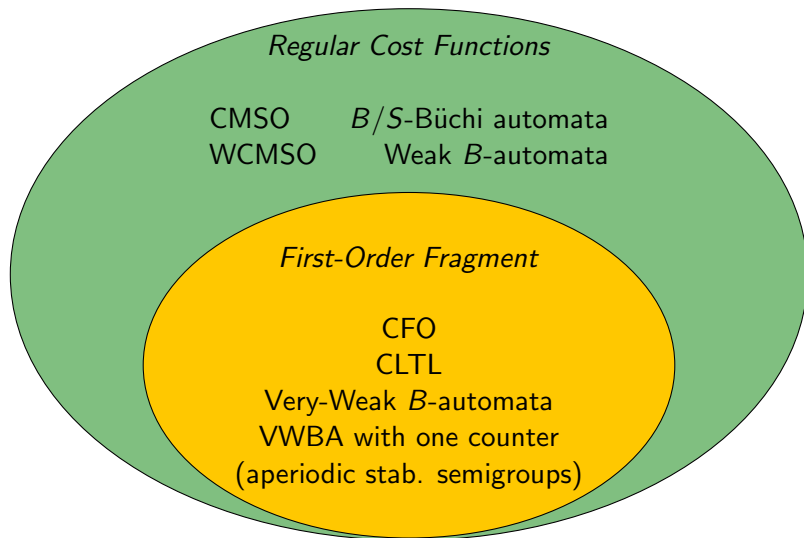 Regular Cost Functions
CMSO B/S-Büchi automata
WCMSO Weak B-automata
First-Order Fragment
CFO
CLTL
Very-Weak B-automata
VWBA with one counter
(aperiodic stab. semigroups)